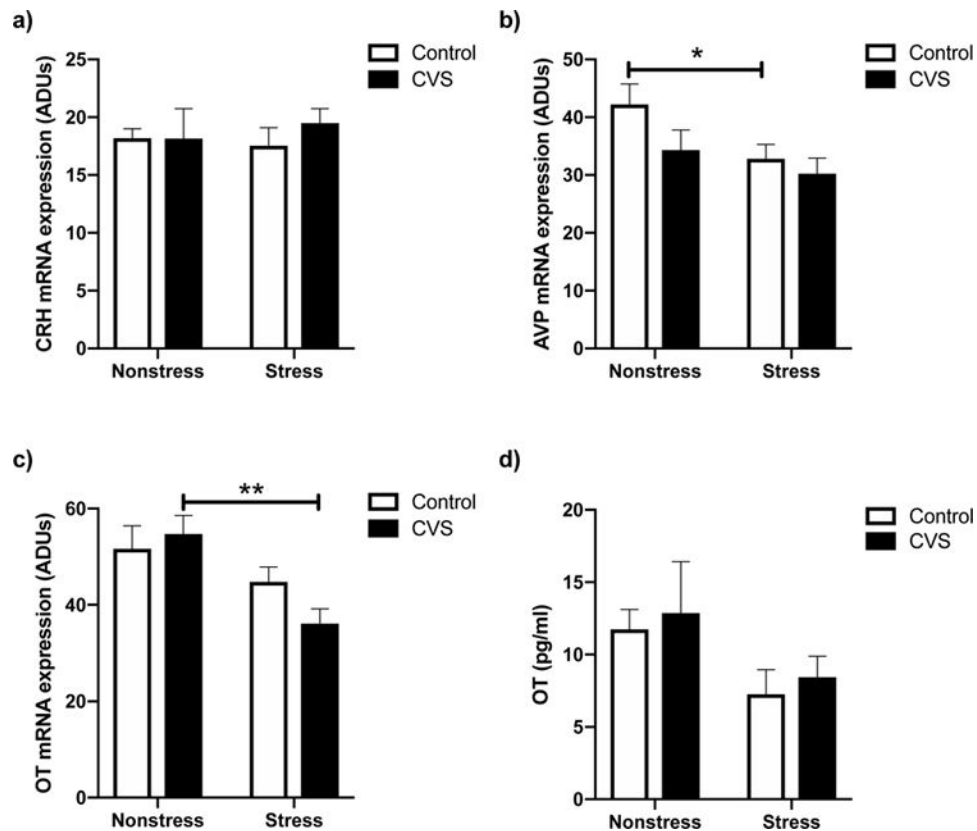 a)
CRH mRNA expression (ADUs)
25
20
15
10
5
0
Nonstress Stress
Control
CVS
b)
AVP mRNA expression (ADUs)
50
40
30
20
10
0
*
Nonstress Stress
Control
CVS
c)
OT mRNA expression (ADUs)
60
40
20
0
**
Nonstress Stress
Control
CVS
d)
OT (pg/ml)
20
15
10
5
0
Nonstress Stress
Control
CVS